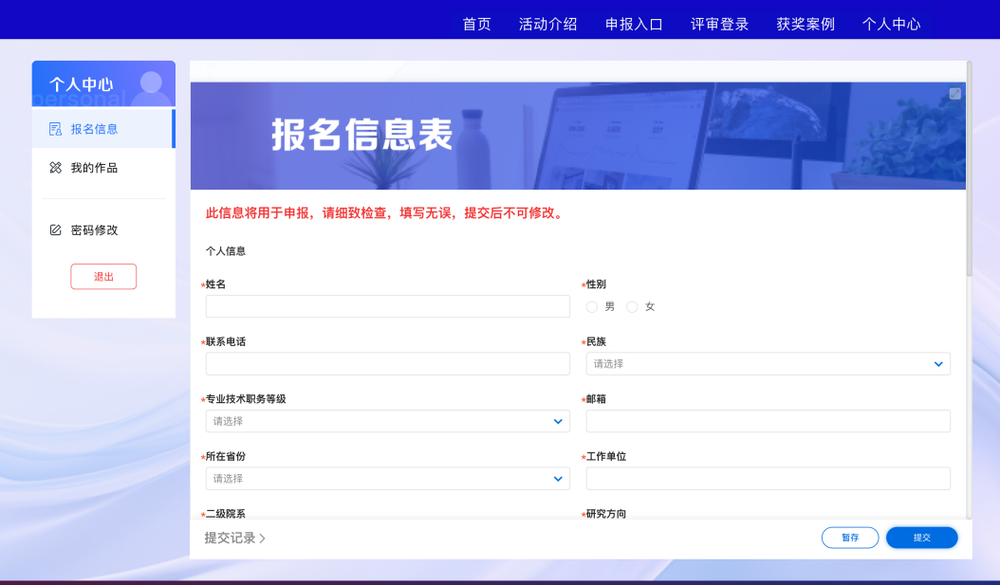 首页 活动介绍 申报入口 评审登录 获奖案例 个人中心
个人中心
personal
报名信息
我的作品
密码修改
退出
报名信息表
此信息将用于申报，请细致检查，填写无误，提交后不可修改。
个人信息
*姓名 *性别
男 女
*联系电话 *民族
请选择
*专业技术职务等级 *邮箱
请选择
*所在省份 *工作单位
请选择
*二级院系 *研究方向
提交记录 > 暂存 提交